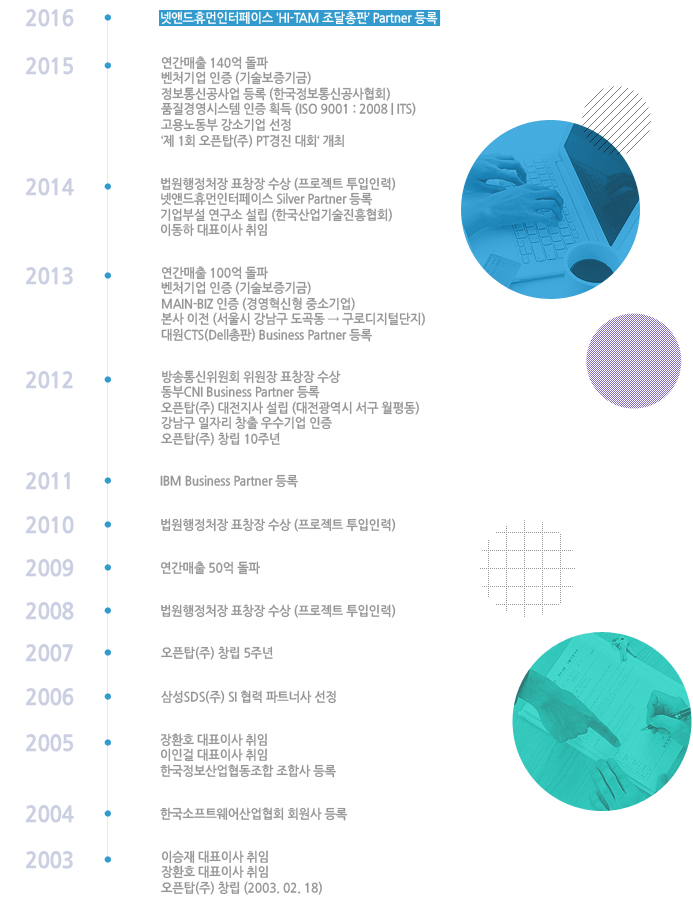 2016
넷앤드휴먼인터페이스 'HI-TAM 조달총판' Partner 등록
2015
연간매출 140억 돌파
벤처기업 인증 (기술보증기금)
정보통신공사업 등록 (한국정보통신공사협회)
품질경영시스템 인증 획득 (ISO 9001 : 2008 | ITS)
고용노동부 강소기업 선정
'제 1회 오픈탑(주) PT경진 대회' 개최
2014
법원행정처장 표창장 수상 (프로젝트 투입인력)
넷앤드휴먼인터페이스 Silver Partner 등록
기업부설 연구소 설립 (한국산업기술진흥협회)
이동하 대표이사 취임
2013
연간매출 100억 돌파
벤처기업 인증 (기술보증기금)
MAIN-BIZ 인증 (경영혁신형 중소기업)
본사 이전 (서울시 강남구 도곡동 → 구로디지털단지)
대원CTS(Dell총판) Business Partner 등록
2012
방송통신위원회 위원장 표창장 수상
동부CNI Business Partner 등록
오픈탑(주) 대전지사 설립 (대전광역시 서구 월평동)
강남구 일자리 창출 우수기업 인증
오픈탑(주) 창립 10주년
2011
IBM Business Partner 등록
2010
법원행정처장 표창장 수상 (프로젝트 투입인력)
2009
연간매출 50억 돌파
2008
법원행정처장 표창장 수상 (프로젝트 투입인력)
2007
오픈탑(주) 창립 5주년
2006
삼성SDS(주) SI 협력 파트너사 선정
2005
장환호 대표이사 취임
이인걸 대표이사 취임
한국정보산업협동조합 조합사 등록
2004
한국소프트웨어산업협회 회원사 등록
2003
이승재 대표이사 취임
장환호 대표이사 취임
오픈탑(주) 창립 (2003. 02. 18)